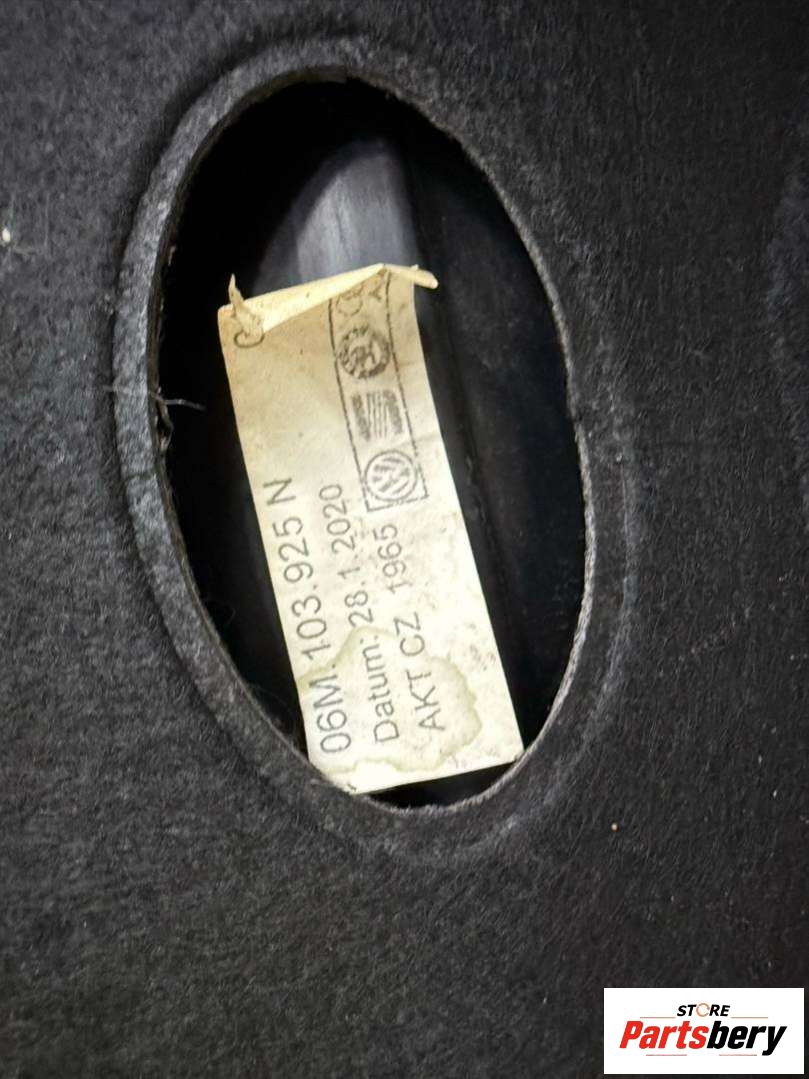 06M.103.925 N
Datum: 28.1.2020
AKT CZ 1965
STORE
Partsbery